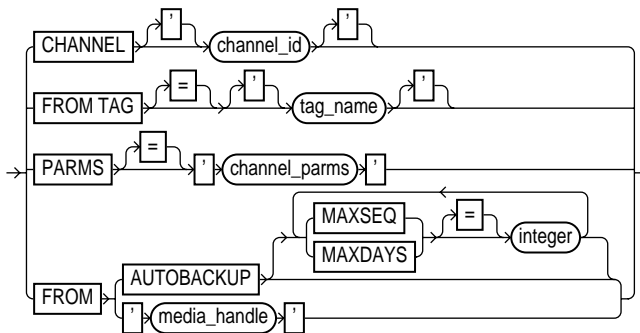 CHANNEL ' channel_id '
FROM TAG = ' tag_name '
PARMS = ' channel_parms '
MAXSEQ
MAXDAYS = integer
AUTOBACKUP
FROM
' media_handle '